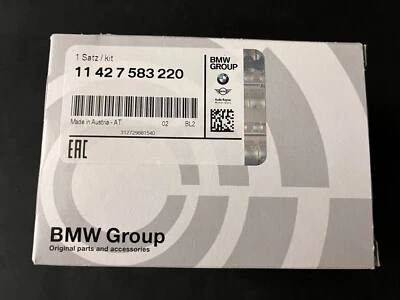 1 Satz / kit
11 42 7 583 220
BMW
GROUP
Made in Austria - AT
02
BL2
312729881540
EAC
BMW Group
Original parts and accessories